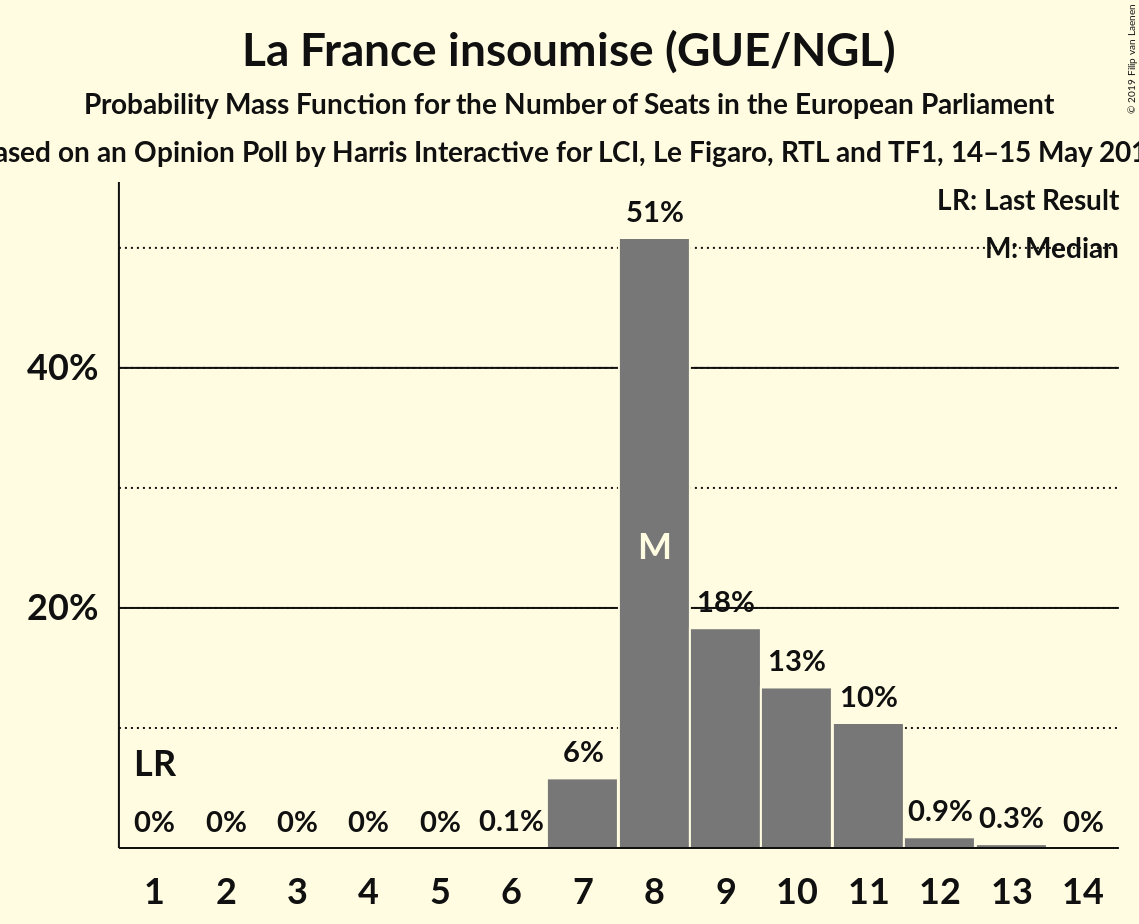 La France insoumise (GUE/NGL)
Probability Mass Function for the Number of Seats in the European Parliament
on an Opinion Poll by Harris Interactive for LCI, Le Figaro, RTL and TF1, 14–15 May
© 2019 Filip van Laenen
LR: Last Result
M: Median
51%
40%
M
20%
18%
13%
10%
LR
6%
0% 0% 0% 0% 0% 0.1% 0.9% 0.3% 0%
1 2 3 4 5 6 7 8 9 10 11 12 13 14